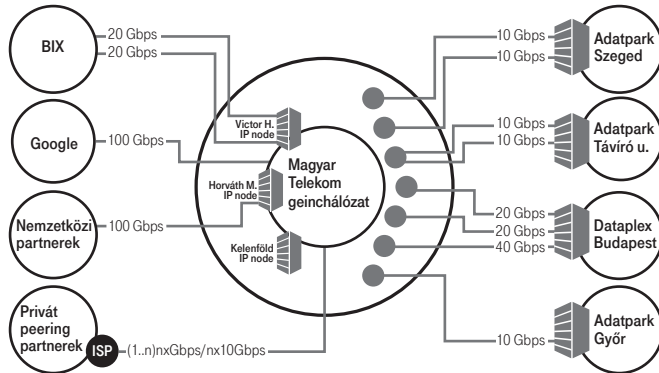 BIX
20 Gbps
20 Gbps
Google
100 Gbps
Nemzetközi
partnerek
100 Gbps
Privát
peering
partnerek
ISP
(1..n)nxGbps/nx10Gbps
Victor H.
IP node
Horváth M.
IP node
Kelenföld
IP node
Magyar
Telekom
geinchálózat
10 Gbps
10 Gbps
Adatpark
Szeged
10 Gbps
10 Gbps
Adatpark
Távíró u.
20 Gbps
20 Gbps
40 Gbps
Dataplex
Budapest
10 Gbps
Adatpark
Győr